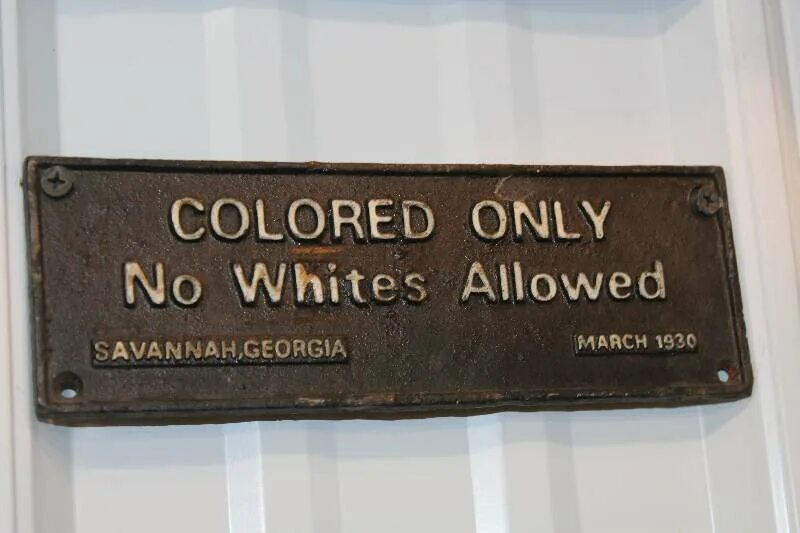 COLORED ONLY
No Whites Allowed
SAVANNAH, GEORGIA
MARCH 1930